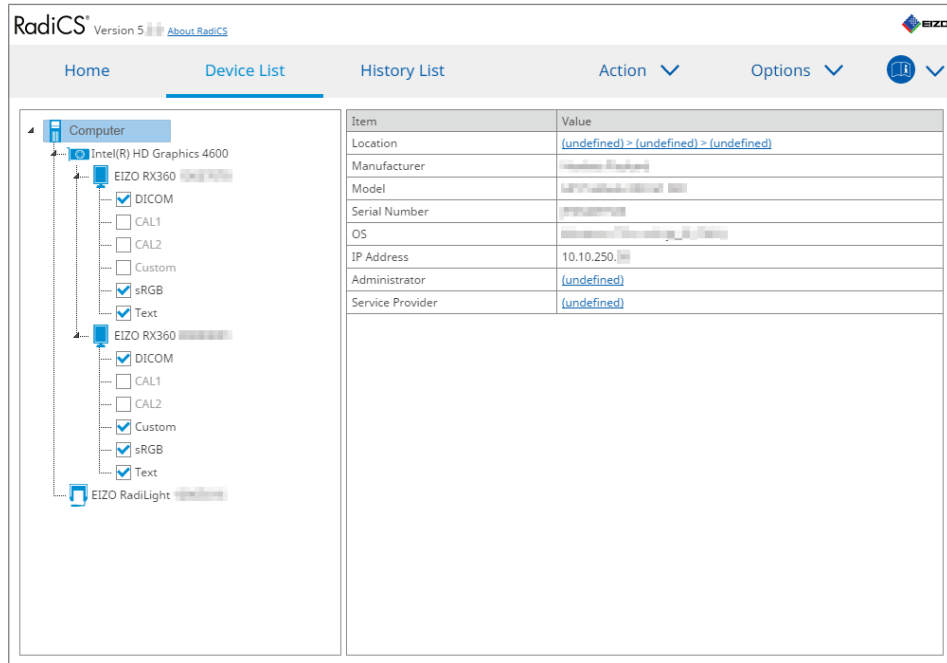 RadiCS® Version 5. About RadiCS
EIZO
Home Device List History List Action Options
Computer
Intel(R) HD Graphics 4600
EIZO RX360
DICOM
CAL1
CAL2
Custom
sRGB
Text
EIZO RX360
DICOM
CAL1
CAL2
Custom
sRGB
Text
EIZO RadiLight
Item Value
Location (undefined) > (undefined) > (undefined)
Manufacturer
Model
Serial Number
OS
IP Address 10.10.250.
Administrator (undefined)
Service Provider (undefined)